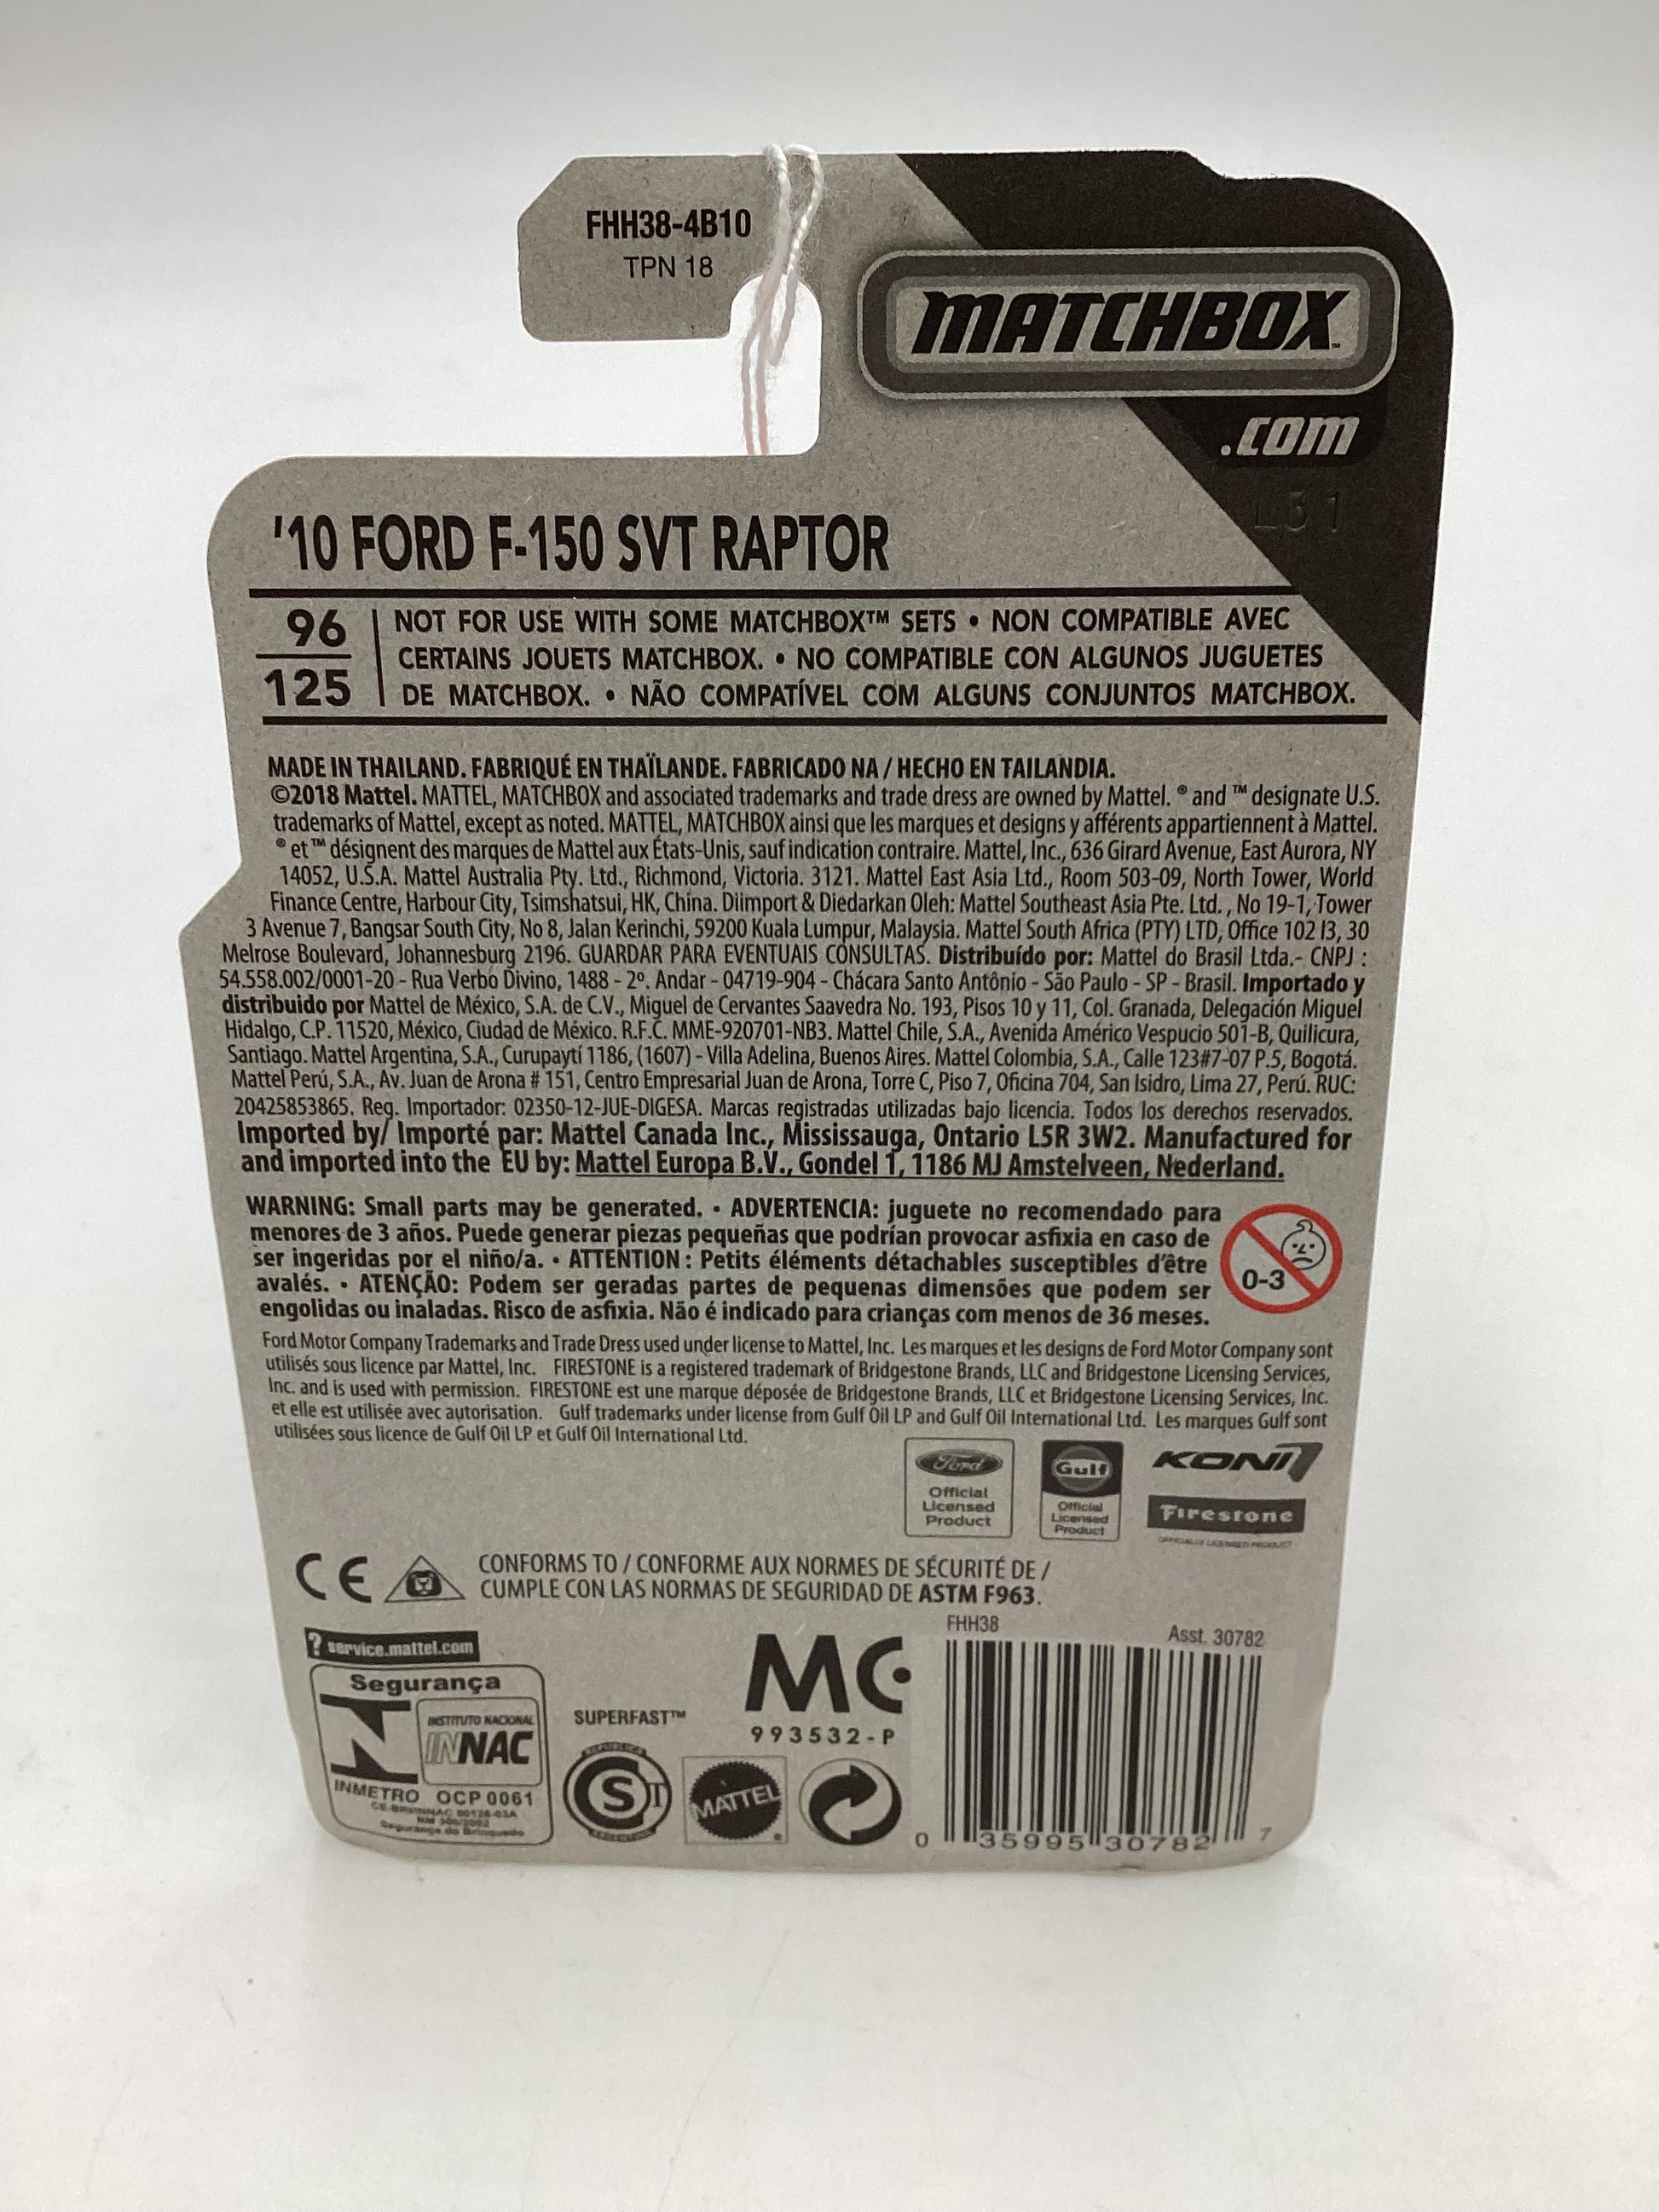 FHH38-4B10
TPN 18
MATCHBOX™
.com
L51
'10 FORD F-150 SVT RAPTOR
96
125
NOT FOR USE WITH SOME MATCHBOX™ SETS • NON COMPATIBLE AVEC
CERTAINS JOUETS MATCHBOX. • NO COMPATIBLE CON ALGUNOS JUGUETES
DE MATCHBOX. • NÃO COMPATÍVEL COM ALGUNS CONJUNTOS MATCHBOX.
MADE IN THAILAND. FABRIQUÉ EN THAÏLANDE. FABRICADO NA / HECHO EN TAILANDIA.
©2018 Mattel. MATTEL, MATCHBOX and associated trademarks and trade dress are owned by Mattel. ® and ™ designate U.S.
trademarks of Mattel, except as noted. MATTEL, MATCHBOX ainsi que les marques et designs y afférents appartiennent à Mattel.
® et ™ désignent des marques de Mattel aux États-Unis, sauf indication contraire. Mattel, Inc., 636 Girard Avenue, East Aurora, NY
14052, U.S.A. Mattel Australia Pty. Ltd., Richmond, Victoria. 3121. Mattel East Asia Ltd., Room 503-09, North Tower, World
Finance Centre, Harbour City, Tsimshatsui, HK, China. Diimport & Diedarkan Oleh: Mattel Southeast Asia Pte. Ltd., No 19-1, Tower
3 Avenue 7, Bangsar South City, No 8, Jalan Kerinchi, 59200 Kuala Lumpur, Malaysia. Mattel South Africa (PTY) LTD, Office 102 I3, 30
Melrose Boulevard, Johannesburg 2196. GUARDAR PARA EVENTUAIS CONSULTAS. Distribuído por: Mattel do Brasil Ltda.- CNPJ :
54.558.002/0001-20 - Rua Verbo Divino, 1488 - 2º. Andar - 04719-904 - Chácara Santo Antônio - São Paulo - SP - Brasil. Importado y
distribuido por Mattel de México, S.A. de C.V., Miguel de Cervantes Saavedra No. 193, Pisos 10 y 11, Col. Granada, Delegación Miguel
Hidalgo, C.P. 11520, México, Ciudad de México. R.F.C. MME-920701-NB3. Mattel Chile, S.A., Avenida Américo Vespucio 501-B, Quilicura,
Santiago. Mattel Argentina, S.A., Curupaytí 1186, (1607) - Villa Adelina, Buenos Aires. Mattel Colombia, S.A., Calle 123#7-07 P.5, Bogotá.
Mattel Perú, S.A., Av. Juan de Arona # 151, Centro Empresarial Juan de Arona, Torre C, Piso 7, Oficina 704, San Isidro, Lima 27, Perú. RUC:
20425853865. Reg. Importador: 02350-12-JUE-DIGESA. Marcas registradas utilizadas bajo licencia. Todos los derechos reservados.
Imported by/ Importé par: Mattel Canada Inc., Mississauga, Ontario L5R 3W2. Manufactured for
and imported into the EU by: Mattel Europa B.V., Gondel 1, 1186 MJ Amstelveen, Nederland.
WARNING: Small parts may be generated. • ADVERTENCIA: juguete no recomendado para
menores de 3 años. Puede generar piezas pequeñas que podrían provocar asfixia en caso de
ser ingeridas por el niño/a. • ATTENTION : Petits éléments détachables susceptibles d'être
avalés. • ATENÇÃO: Podem ser geradas partes de pequenas dimensões que podem ser
engolidas ou inaladas. Risco de asfixia. Não é indicado para crianças com menos de 36 meses.
0-3
Ford Motor Company Trademarks and Trade Dress used under license to Mattel, Inc. Les marques et les designs de Ford Motor Company sont
utilisés sous licence par Mattel, Inc. FIRESTONE is a registered trademark of Bridgestone Brands, LLC and Bridgestone Licensing Services,
Inc. and is used with permission. FIRESTONE est une marque déposée de Bridgestone Brands, LLC et Bridgestone Licensing Services, Inc.
et elle est utilisée avec autorisation. Gulf trademarks under license from Gulf Oil LP and Gulf Oil International Ltd. Les marques Gulf sont
utilisées sous licence de Gulf Oil LP et Gulf Oil International Ltd.
Ford
Official
Licensed
Product
Gulf
Official
Licensed
Product
KONI
Firestone
OFFICIALLY LICENSED PRODUCT
CE
CONFORMS TO / CONFORME AUX NORMES DE SÉCURITÉ DE /
CUMPLE CON LAS NORMAS DE SEGURIDAD DE ASTM F963.
? service.mattel.com
Segurança
INSTITUTO NACIONAL
INNAC
INMETRO OCP 0061
Segurança do Brinquedo
SUPERFAST™
MC
993532-P
REPUBLICA
S
ARGENTINA
MATTEL
FHH38
Asst. 30782
0 35995 30782 7